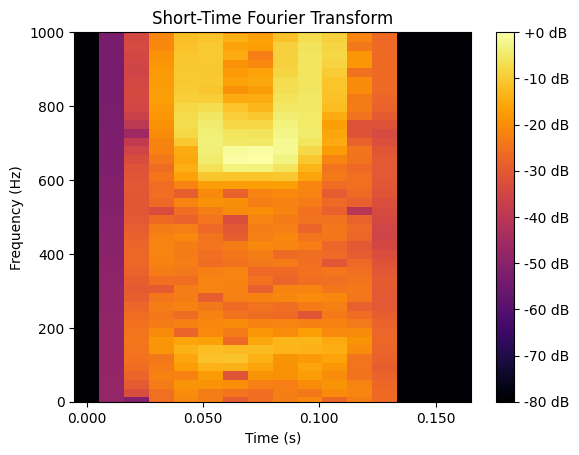 Short-Time Fourier Transform
1000
800
600
400
200
0
Frequency (Hz)
0.000
0.050
0.100
0.150
Time (s)
+0 dB
-10 dB
-20 dB
-30 dB
-40 dB
-50 dB
-60 dB
-70 dB
-80 dB